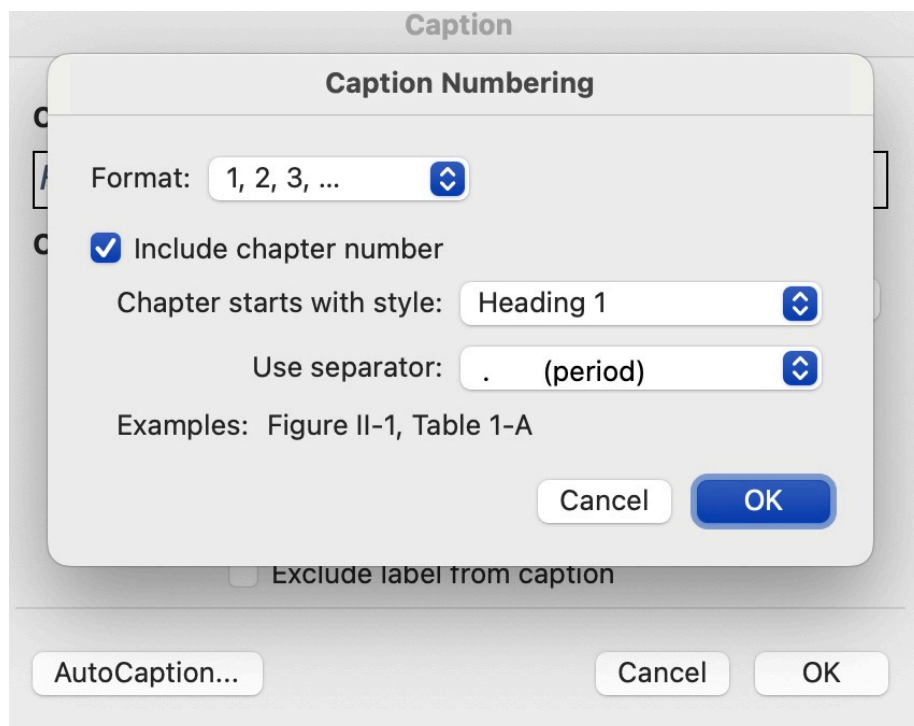 Caption
Caption Numbering
Format: 1, 2, 3, ...
Include chapter number
Chapter starts with style: Heading 1
Use separator: . (period)
Examples: Figure II-1, Table 1-A
Cancel OK
Exclude label from caption
AutoCaption... Cancel OK